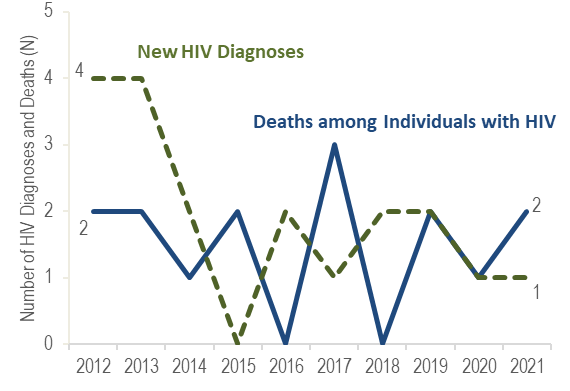 5
New HIV Diagnoses
4
4
Deaths among Individuals with HIV
3
2
2
2
1
1
0
Number of HIV Diagnoses and Deaths (N)
2012 2013 2014 2015 2016 2017 2018 2019 2020 2021